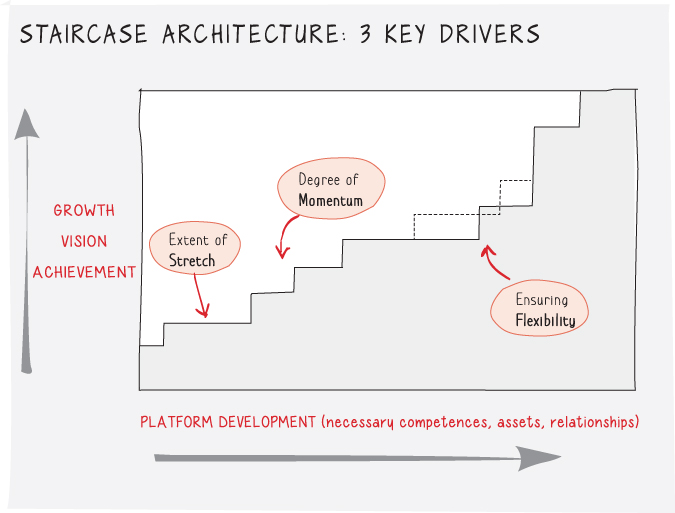 STAIRCASE ARCHITECTURE: 3 KEY DRIVERS
GROWTH
VISION
ACHIEVEMENT
Extent of
Stretch
Degree of
Momentum
Ensuring
Flexibility
PLATFORM DEVELOPMENT (necessary competences, assets, relationships)